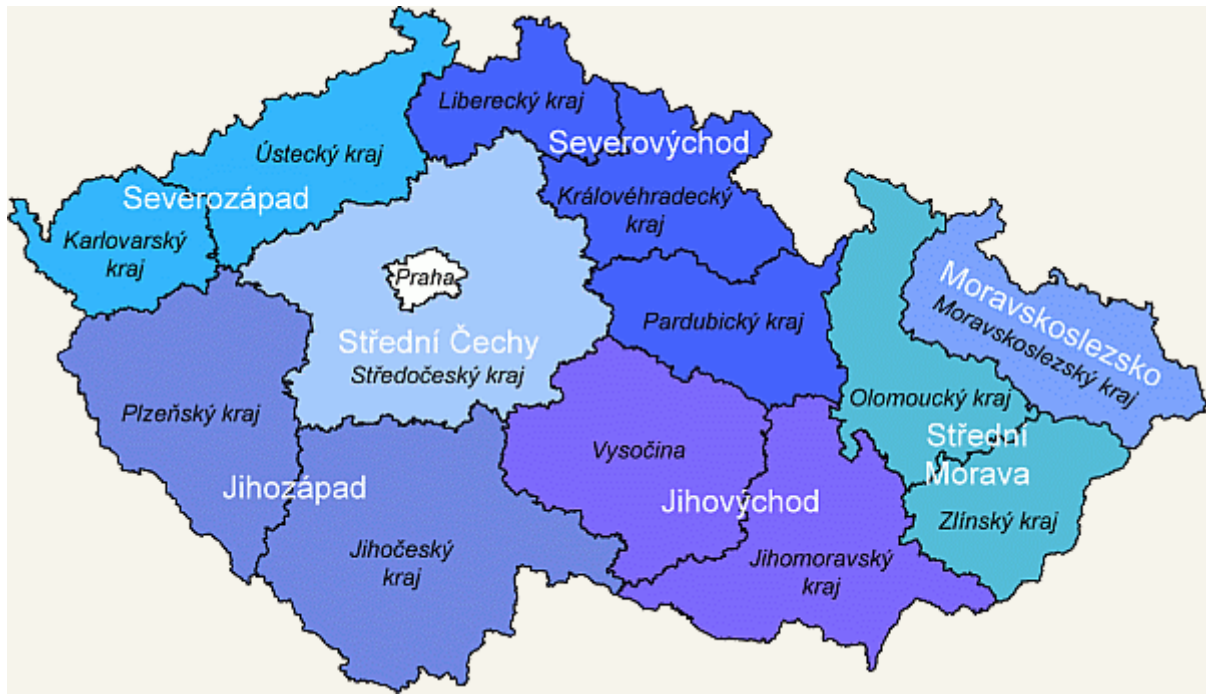 Liberecký kraj
Severovýchod
Ústecký kraj
Severozápad
Karlovarský
kraj
Královéhradecký
kraj
Praha
Střední Čechy
Středočeský kraj
Pardubický kraj
Moravskoslezsko
Moravskoslezský kraj
Plzeňský kraj
Olomoucký kraj
Střední
Morava
Vysočina
Jihozápad
Jihovýchod
Zlínský kraj
Jihočeský
kraj
Jihomoravský
kraj